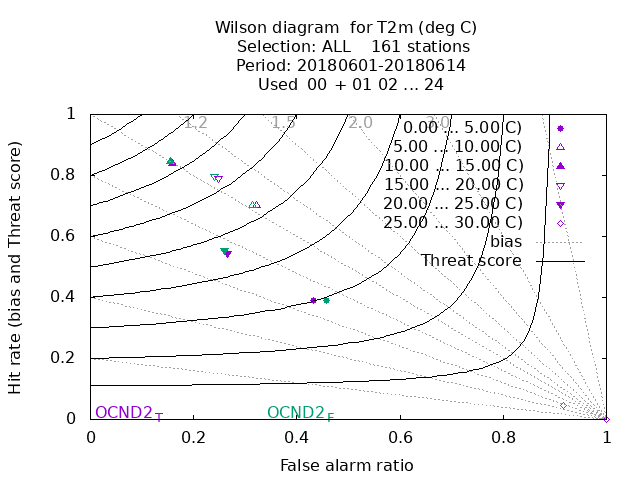 Wilson diagram for T2m (deg C)
Selection: ALL 161 stations
Period: 20180601-20180614
Used 00 + 01 02 ... 24
1.2 1.5 2.0 3.0
0.00 ... 5.00 C)
5.00 ... 10.00 C)
10.00 ... 15.00 C)
15.00 ... 20.00 C)
20.00 ... 25.00 C)
25.00 ... 30.00 C)
bias
Threat score
Hit rate (bias and Threat score)
1
0.8
0.6
0.4
0.2
0
OCND2_T OCND2_F
0 0.2 0.4 0.6 0.8 1
False alarm ratio